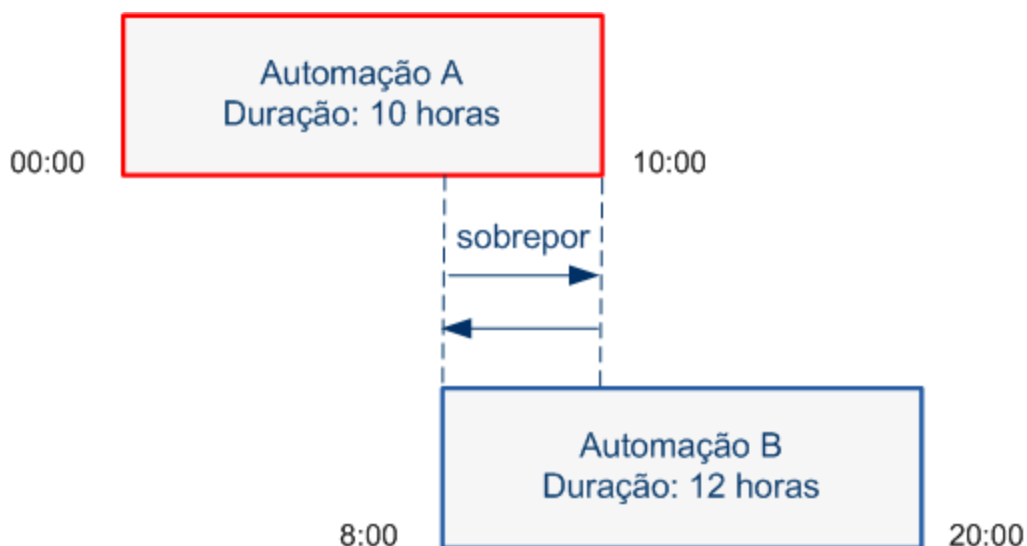 Automação A
Duração: 10 horas
00:00
10:00
sobrepor
Automação B
Duração: 12 horas
8:00
20:00